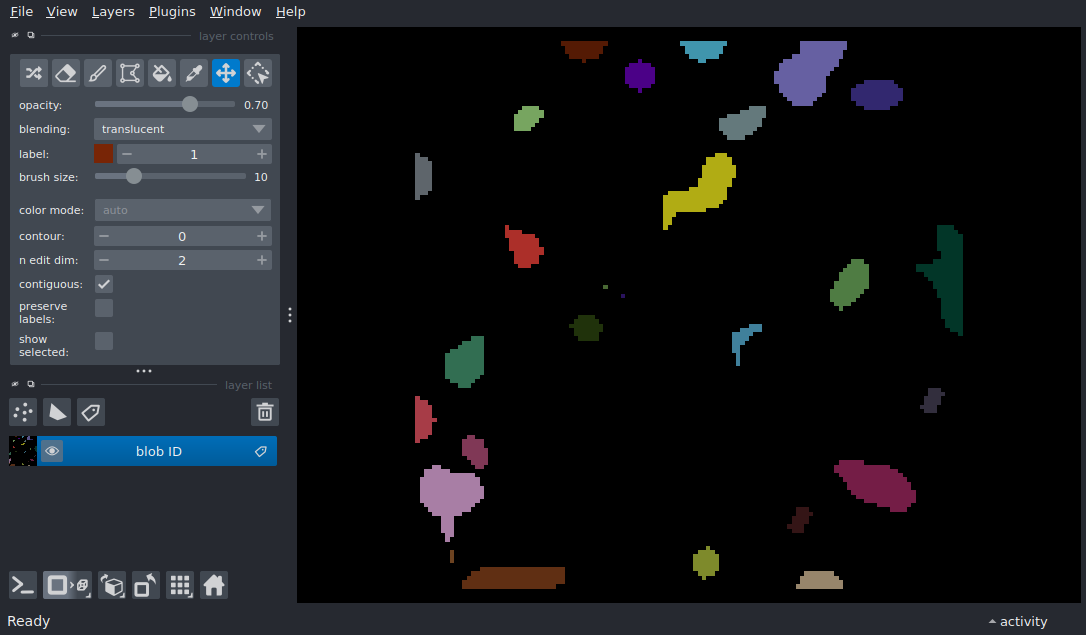 File View Layers Plugins Window Help
layer controls
opacity: 0.70
blending: translucent
label: 1
brush size: 10
color mode: auto
contour: 0
n edit dim: 2
contiguous:
preserve
labels:
show
selected:
layer list
blob ID
Ready
activity